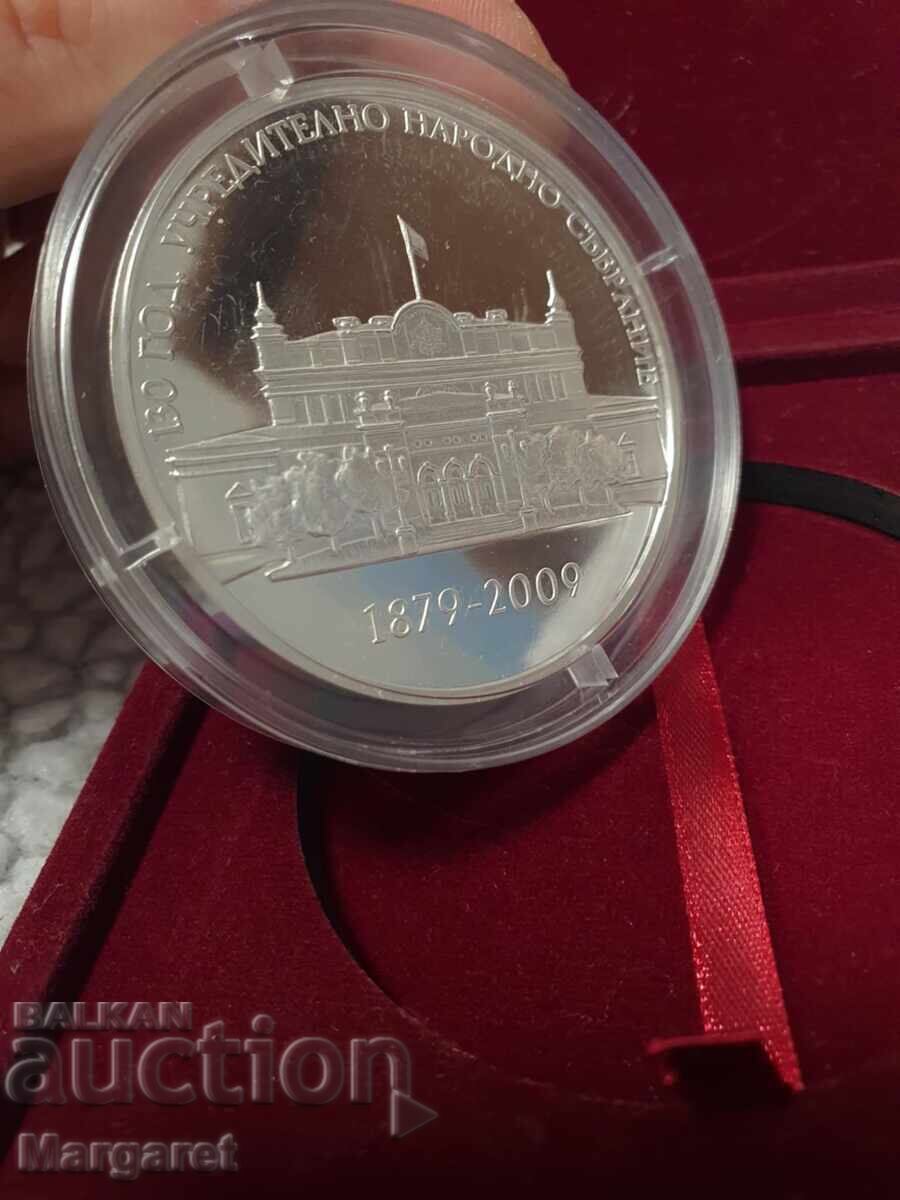 130 ГОД. УЧРЕДИТЕЛНО НАРОДНО СЪБРАНИЕ
1879-2009
BALKAN
auction
Margaret